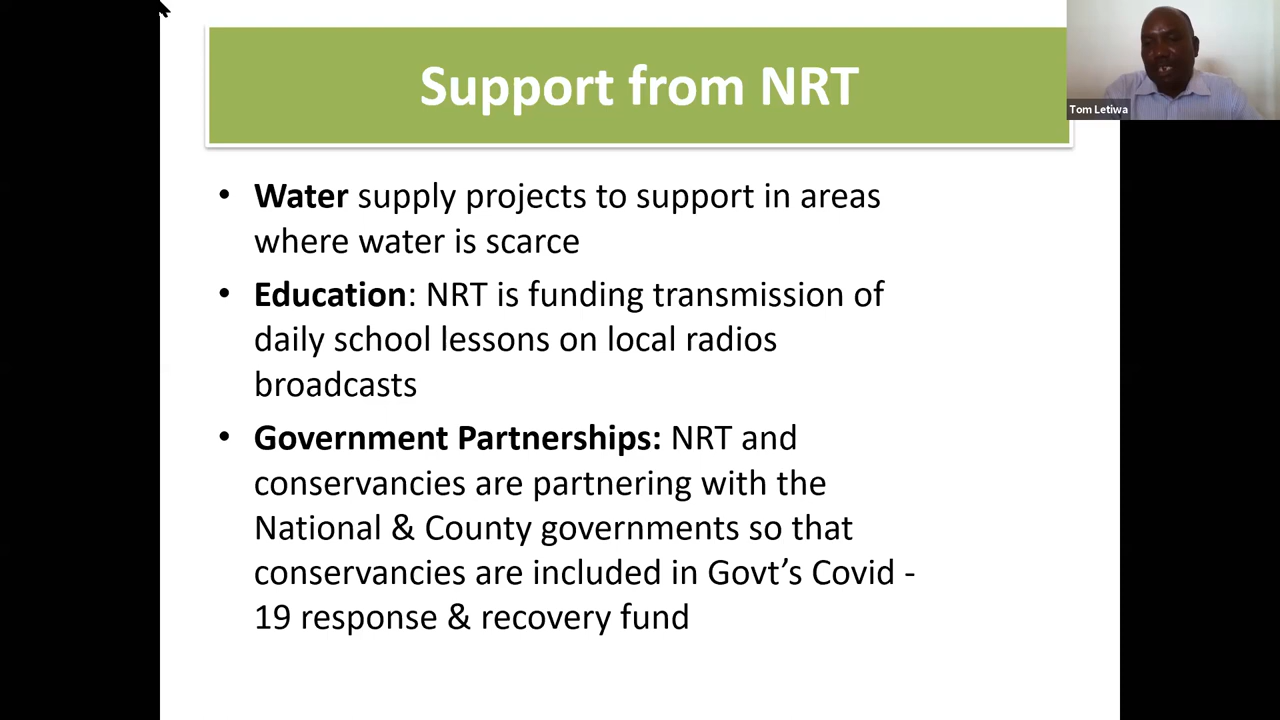 Support from NRT
Tom Letiwa
• Water supply projects to support in areas
where water is scarce
• Education: NRT is funding transmission of
daily school lessons on local radios
broadcasts
• Government Partnerships: NRT and
conservancies are partnering with the
National & County governments so that
conservancies are included in Govt’s Covid -
19 response & recovery fund